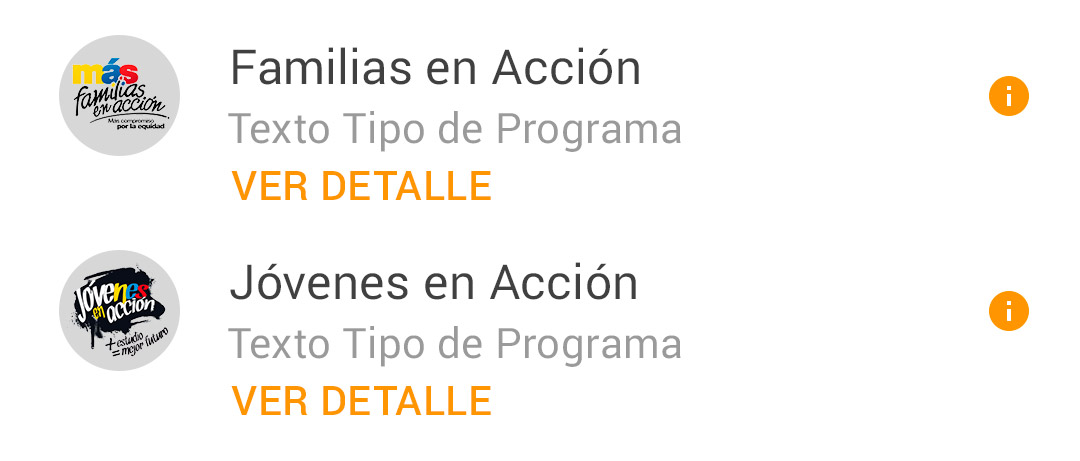 más
familias
en acción
Más compromiso
por la equidad
Familias en Acción
Texto Tipo de Programa
VER DETALLE
Jóvenes
en acción
+ estudio
= mejor futuro
Jóvenes en Acción
Texto Tipo de Programa
VER DETALLE